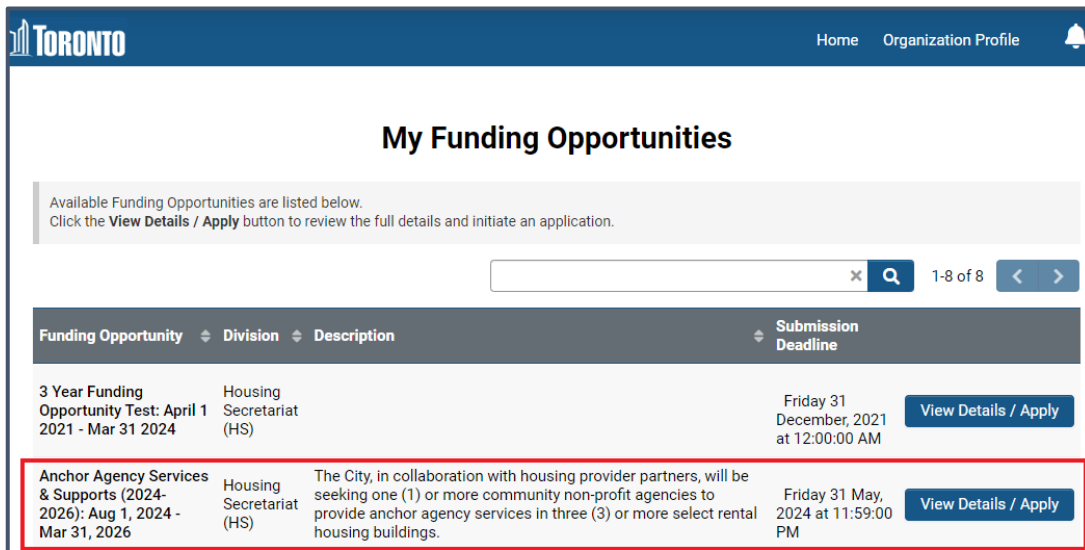 TORONTO
Home Organization Profile
My Funding Opportunities
Available Funding Opportunities are listed below.
Click the View Details / Apply button to review the full details and initiate an application.
1-8 of 8
Funding Opportunity Division Description Submission
Deadline
3 Year Funding
Opportunity Test: April 1
2021 - Mar 31 2024
Housing
Secretariat
(HS)
Friday 31
December, 2021
at 12:00:00 AM
View Details / Apply
Anchor Agency Services
& Supports (2024-
2026): Aug 1, 2024 -
Mar 31, 2026
Housing
Secretariat
(HS)
The City, in collaboration with housing provider partners, will be
seeking one (1) or more community non-profit agencies to
provide anchor agency services in three (3) or more select rental
housing buildings.
Friday 31 May,
2024 at 11:59:00
PM
View Details / Apply